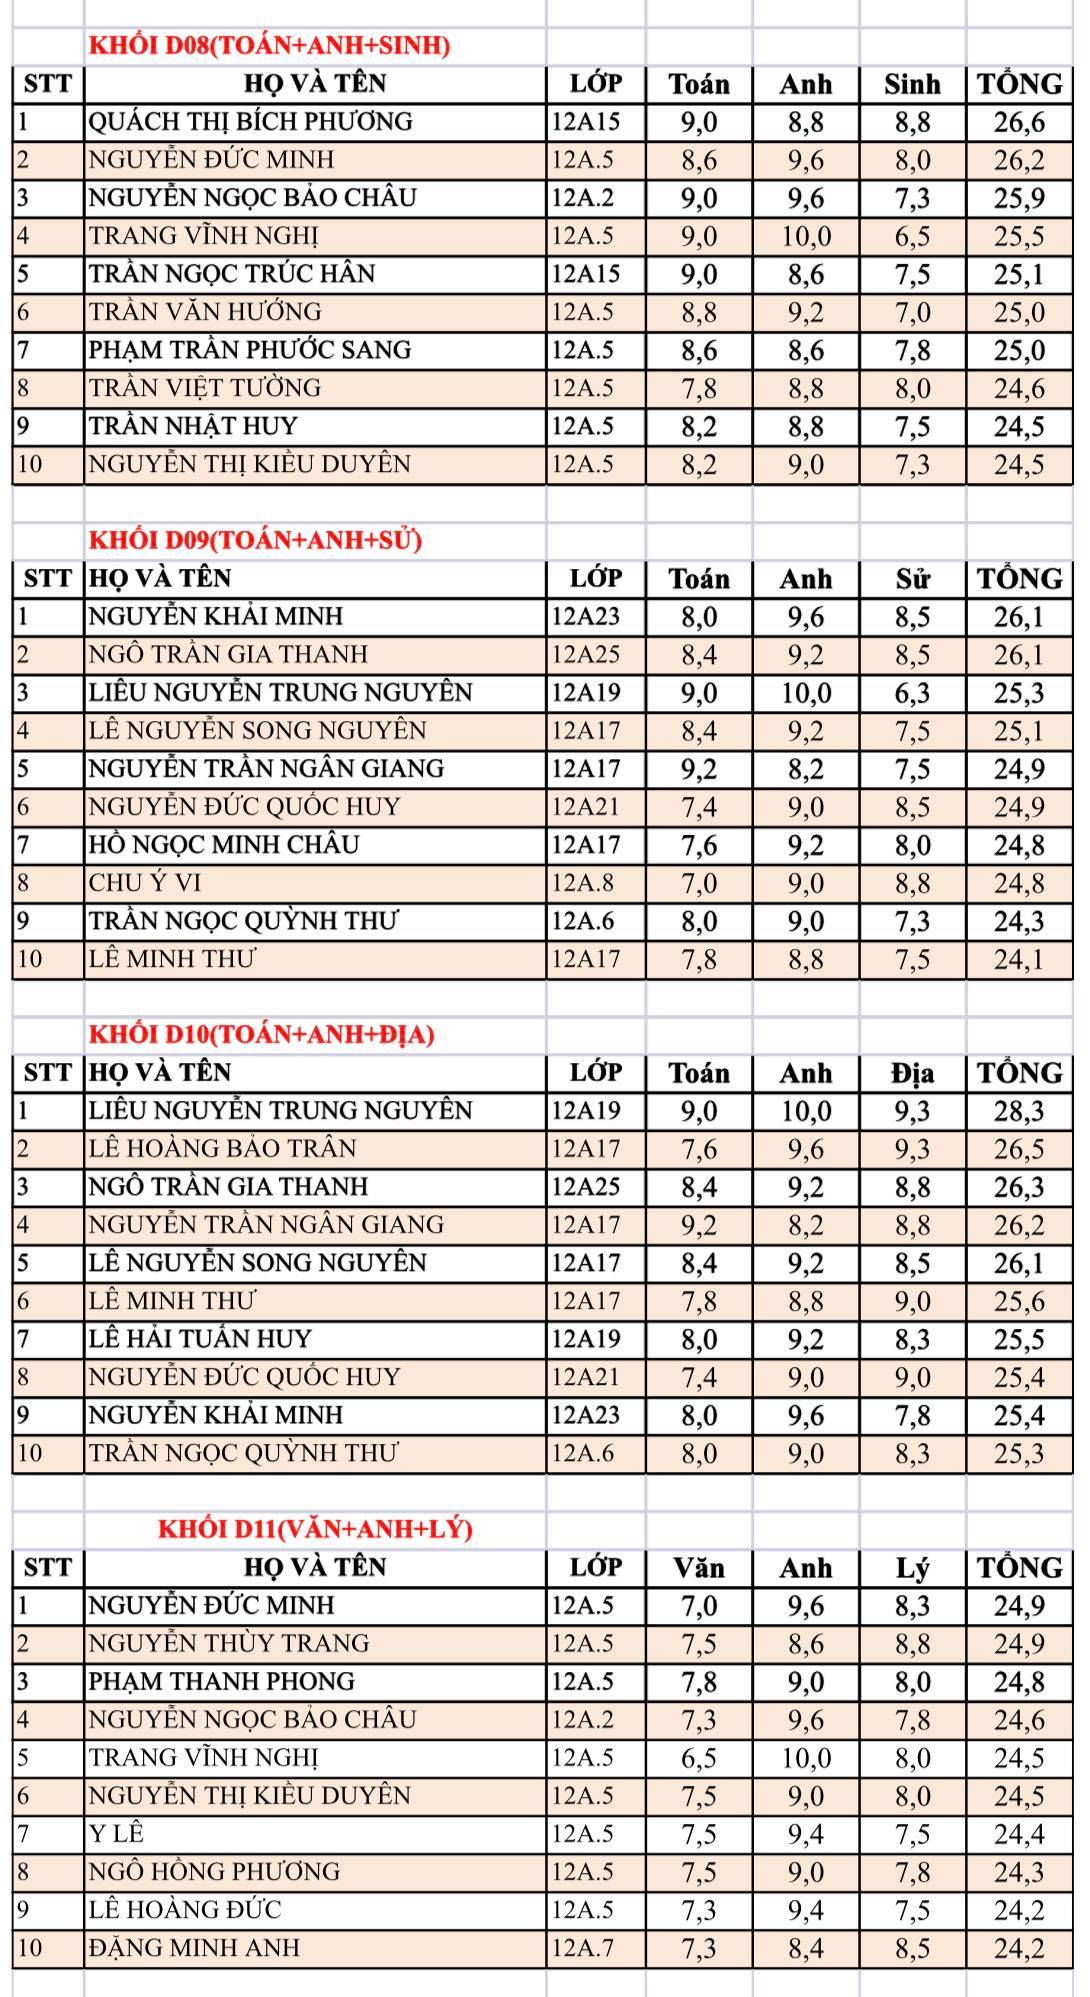 KHỐI D08(TOÁN+ANH+SINH)
STT HỌ VÀ TÊN LỚP Toán Anh Sinh TỔNG
1 QUÁCH THỊ BÍCH PHƯƠNG 12A15 9,0 8,8 8,8 26,6
2 NGUYỄN ĐỨC MINH 12A.5 8,6 9,6 8,0 26,2
3 NGUYỄN NGỌC BẢO CHÂU 12A.2 9,0 9,6 7,3 25,9
4 TRANG VĨNH NGHỊ 12A.5 9,0 10,0 6,5 25,5
5 TRẦN NGỌC TRÚC HÂN 12A15 9,0 8,6 7,5 25,1
6 TRẦN VĂN HƯỚNG 12A.5 8,8 9,2 7,0 25,0
7 PHẠM TRẦN PHƯỚC SANG 12A.5 8,6 8,6 7,8 25,0
8 TRẦN VIỆT TƯỜNG 12A.5 7,8 8,8 8,0 24,6
9 TRẦN NHẬT HUY 12A.5 8,2 8,8 7,5 24,5
10 NGUYỄN THỊ KIỀU DUYÊN 12A.5 8,2 9,0 7,3 24,5
KHỐI D09(TOÁN+ANH+SỬ)
STT HỌ VÀ TÊN LỚP Toán Anh Sử TỔNG
1 NGUYỄN KHẢI MINH 12A23 8,0 9,6 8,5 26,1
2 NGÔ TRẦN GIA THANH 12A25 8,4 9,2 8,5 26,1
3 LIÊU NGUYỄN TRUNG NGUYÊN 12A19 9,0 10,0 6,3 25,3
4 LÊ NGUYỄN SONG NGUYÊN 12A17 8,4 9,2 7,5 25,1
5 NGUYỄN TRẦN NGÂN GIANG 12A17 9,2 8,2 7,5 24,9
6 NGUYỄN ĐỨC QUỐC HUY 12A21 7,4 9,0 8,5 24,9
7 HỒ NGỌC MINH CHÂU 12A17 7,6 9,2 8,0 24,8
8 CHU Ý VI 12A.8 7,0 9,0 8,8 24,8
9 TRẦN NGỌC QUỲNH THƯ 12A.6 8,0 9,0 7,3 24,3
10 LÊ MINH THƯ 12A17 7,8 8,8 7,5 24,1
KHỐI D10(TOÁN+ANH+ĐỊA)
STT HỌ VÀ TÊN LỚP Toán Anh Địa TỔNG
1 LIÊU NGUYỄN TRUNG NGUYÊN 12A19 9,0 10,0 9,3 28,3
2 LÊ HOÀNG BẢO TRÂN 12A17 7,6 9,6 9,3 26,5
3 NGÔ TRẦN GIA THANH 12A25 8,4 9,2 8,8 26,3
4 NGUYỄN TRẦN NGÂN GIANG 12A17 9,2 8,2 8,8 26,2
5 LÊ NGUYỄN SONG NGUYÊN 12A17 8,4 9,2 8,5 26,1
6 LÊ MINH THƯ 12A17 7,8 8,8 9,0 25,6
7 LÊ HẢI TUẤN HUY 12A19 8,0 9,2 8,3 25,5
8 NGUYỄN ĐỨC QUỐC HUY 12A21 7,4 9,0 9,0 25,4
9 NGUYỄN KHẢI MINH 12A23 8,0 9,6 7,8 25,4
10 TRẦN NGỌC QUỲNH THƯ 12A.6 8,0 9,0 8,3 25,3
KHỐI D11(VĂN+ANH+LÝ)
STT HỌ VÀ TÊN LỚP Văn Anh Lý TỔNG
1 NGUYỄN ĐỨC MINH 12A.5 7,0 9,6 8,3 24,9
2 NGUYỄN THÙY TRANG 12A.5 7,5 8,6 8,8 24,9
3 PHẠM THANH PHONG 12A.5 7,8 9,0 8,0 24,8
4 NGUYỄN NGỌC BẢO CHÂU 12A.2 7,3 9,6 7,8 24,6
5 TRANG VĨNH NGHỊ 12A.5 6,5 10,0 8,0 24,5
6 NGUYỄN THỊ KIỀU DUYÊN 12A.5 7,5 9,0 8,0 24,5
7 Y LÊ 12A.5 7,5 9,4 7,5 24,4
8 NGÔ HỒNG PHƯƠNG 12A.5 7,5 9,0 7,8 24,3
9 LÊ HOÀNG ĐỨC 12A.5 7,3 9,4 7,5 24,2
10 ĐẶNG MINH ANH 12A.7 7,3 8,4 8,5 24,2